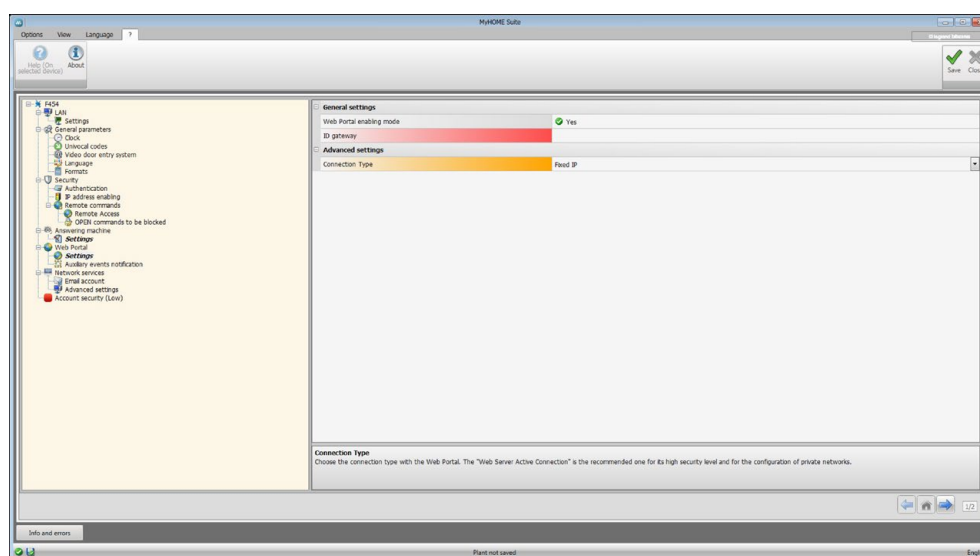 MyHOME Suite
Options View Language ?
Help (On selected device)
About
Save
Clos
F454
LAN
Settings
General parameters
Clock
Univocal codes
Video door entry system
Language
Formats
Security
Authentication
IP address enabling
Remote commands
Remote Access
OPEN commands to be blocked
Answering machine
Settings
Web Portal
Settings
Auxiliary events notification
Network services
Email account
Advanced settings
Account security (Low)
General settings
Web Portal enabling mode Yes
ID gateway
Advanced settings
Connection Type Fixed IP
Connection Type
Choose the connection type with the Web Portal. The "Web Server Active Connection" is the recommended one for its high security level and for the configuration of private networks.
1/2
Info and errors
Plant not saved